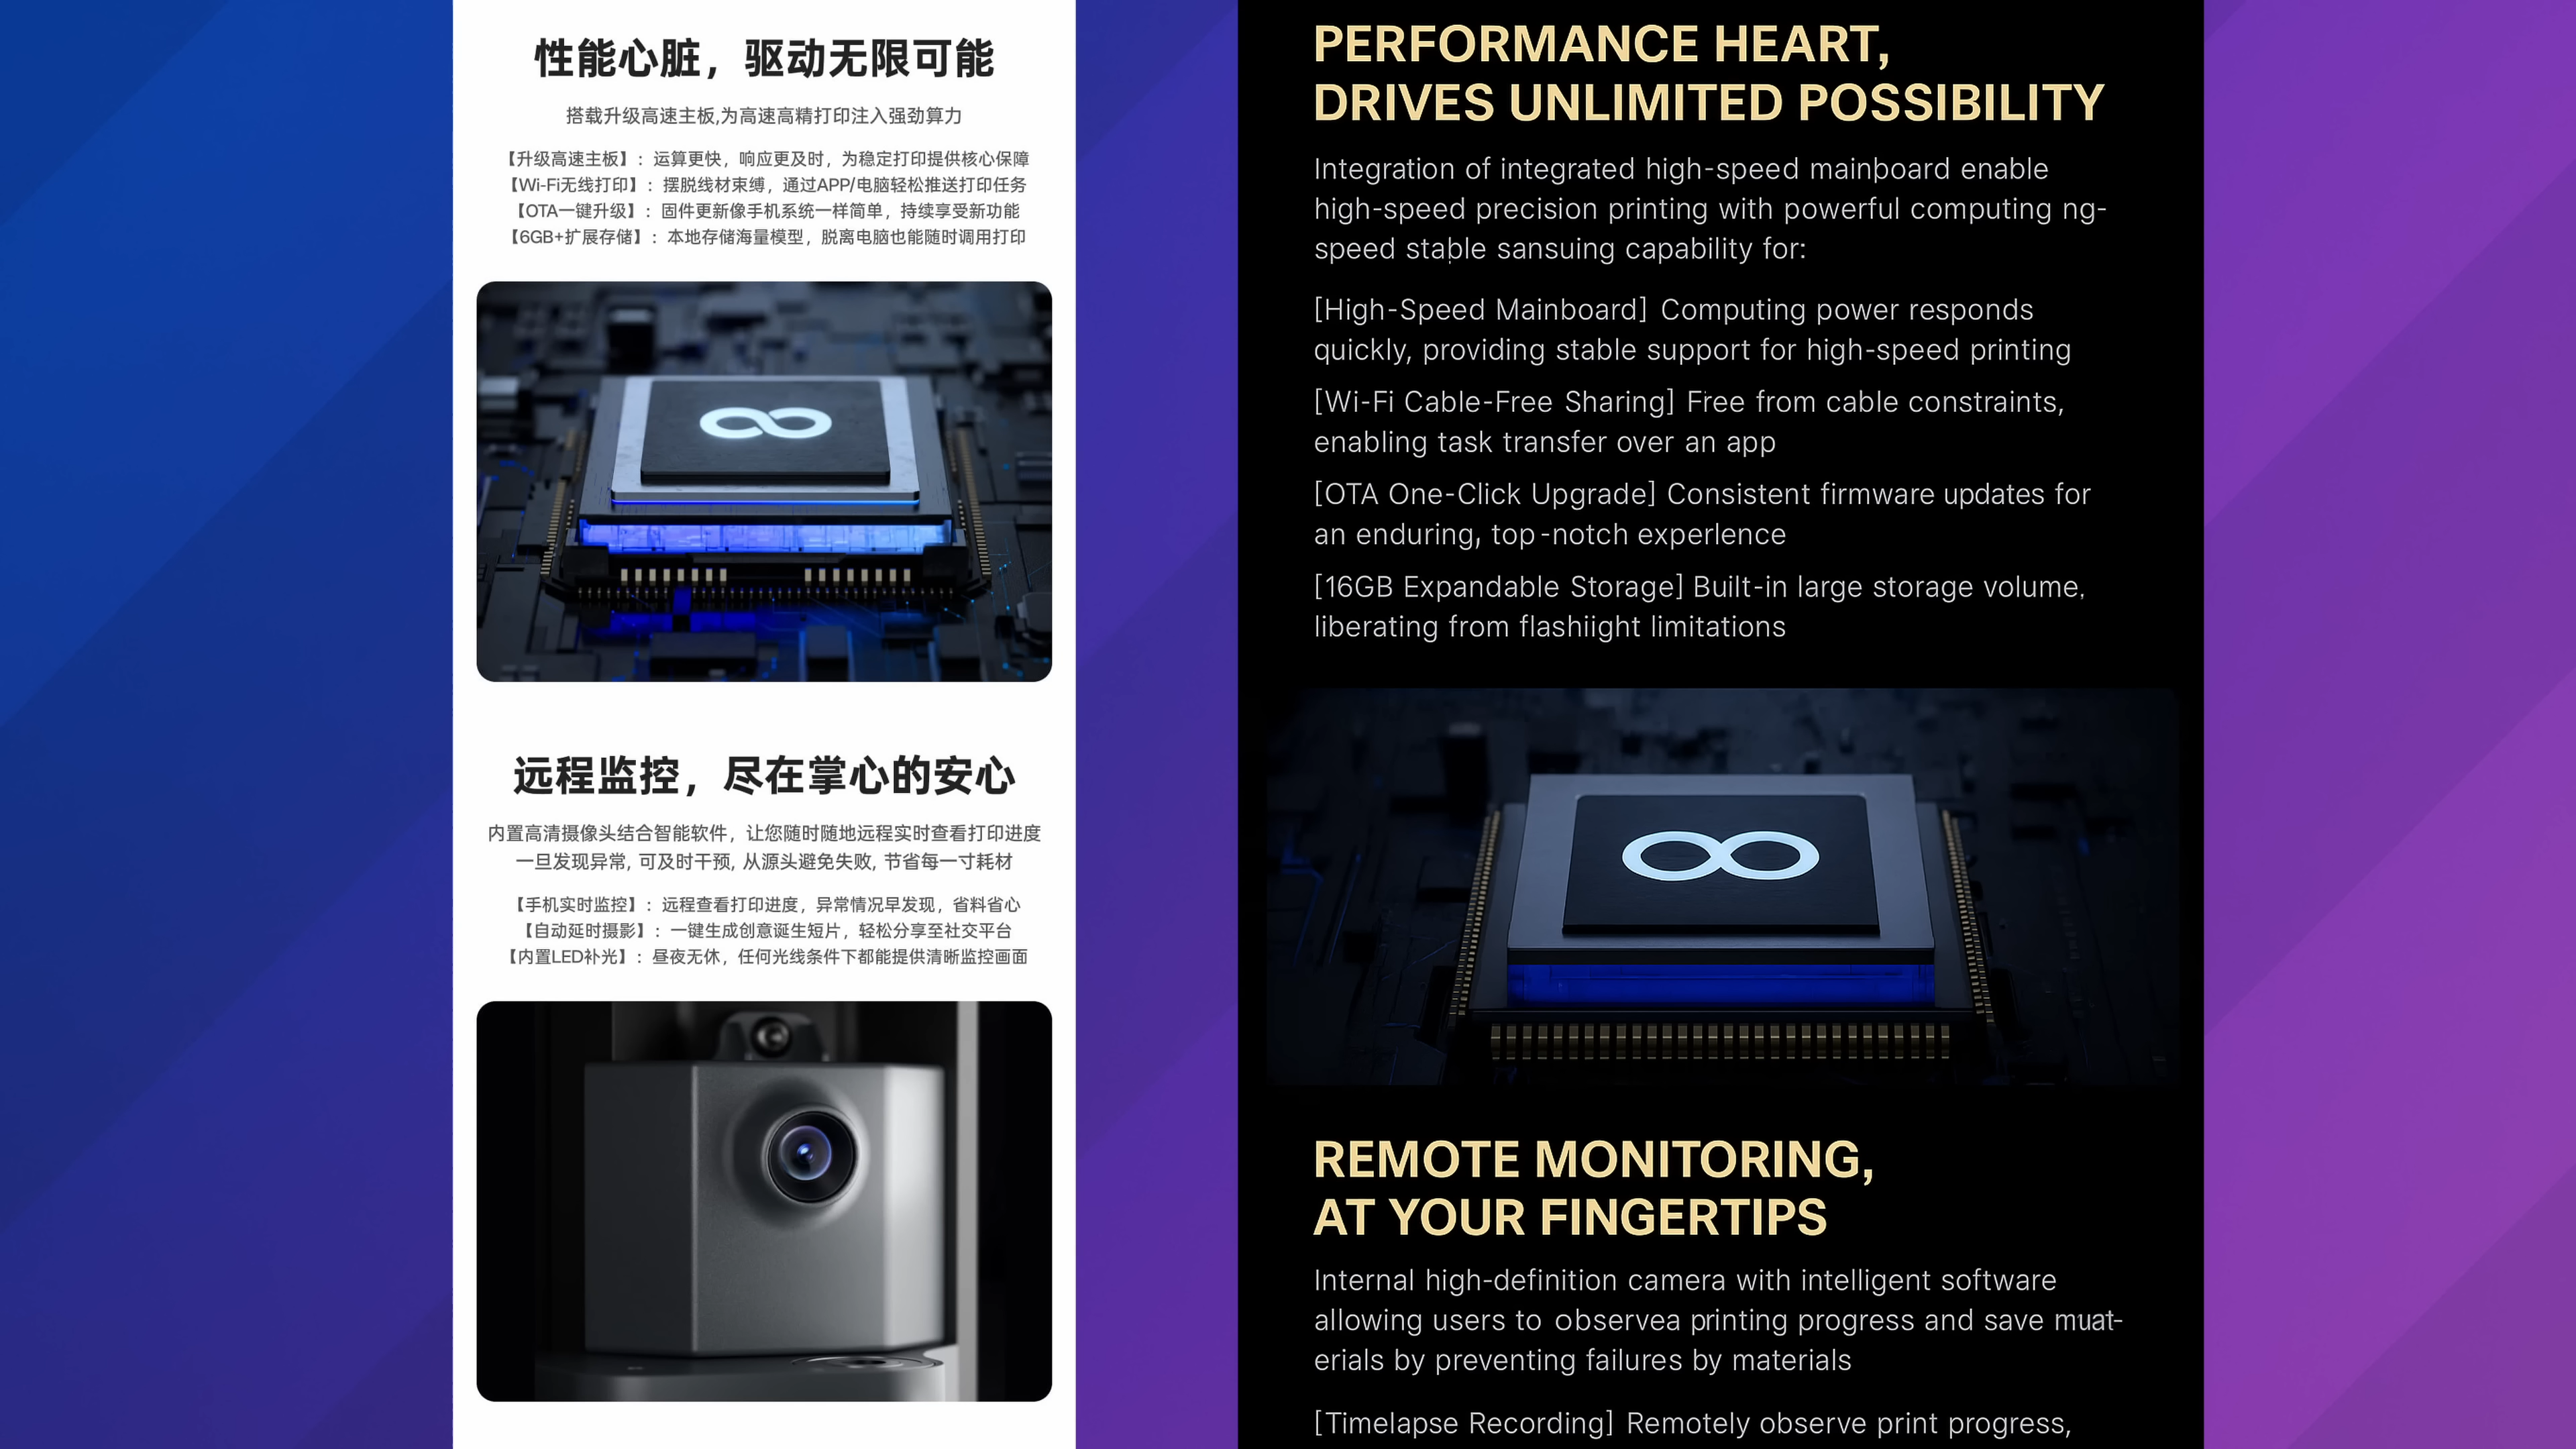 性能心脏，驱动无限可能
搭载升级高速主板,为高速高精打印注入强劲算力
【升级高速主板】：运算更快，响应更及时，为稳定打印提供核心保障
【Wi-Fi无线打印】：摆脱线材束缚，通过APP/电脑轻松推送打印任务
【OTA一键升级】：固件更新像手机系统一样简单，持续享受新功能
【6GB+扩展存储】：本地存储海量模型，脱离电脑也能随时调用打印
远程监控，尽在掌心的安心
内置高清摄像头结合智能软件，让您随时随地远程实时查看打印进度
一旦发现异常, 可及时干预, 从源头避免失败, 节省每一寸耗材
【手机实时监控】：远程查看打印进度，异常情况早发现，省料省心
【自动延时摄影】：一键生成创意诞生短片，轻松分享至社交平台
【内置LED补光】：昼夜无休，任何光线条件下都能提供清晰监控画面
PERFORMANCE HEART,
DRIVES UNLIMITED POSSIBILITY
Integration of integrated high-speed mainboard enable
high-speed precision printing with powerful computing ng-
speed stable sansuing capability for:
[High-Speed Mainboard] Computing power responds
quickly, providing stable support for high-speed printing
[Wi-Fi Cable-Free Sharing] Free from cable constraints,
enabling task transfer over an app
[OTA One-Click Upgrade] Consistent firmware updates for
an enduring, top-notch experlence
[16GB Expandable Storage] Built-in large storage volume.
liberating from flashiight limitations
REMOTE MONITORING,
AT YOUR FINGERTIPS
Internal high-definition camera with intelligent software
allowing users to observea printing progress and save muat-
erials by preventing failures by materials
[Timelapse Recording] Remotely observe print progress,